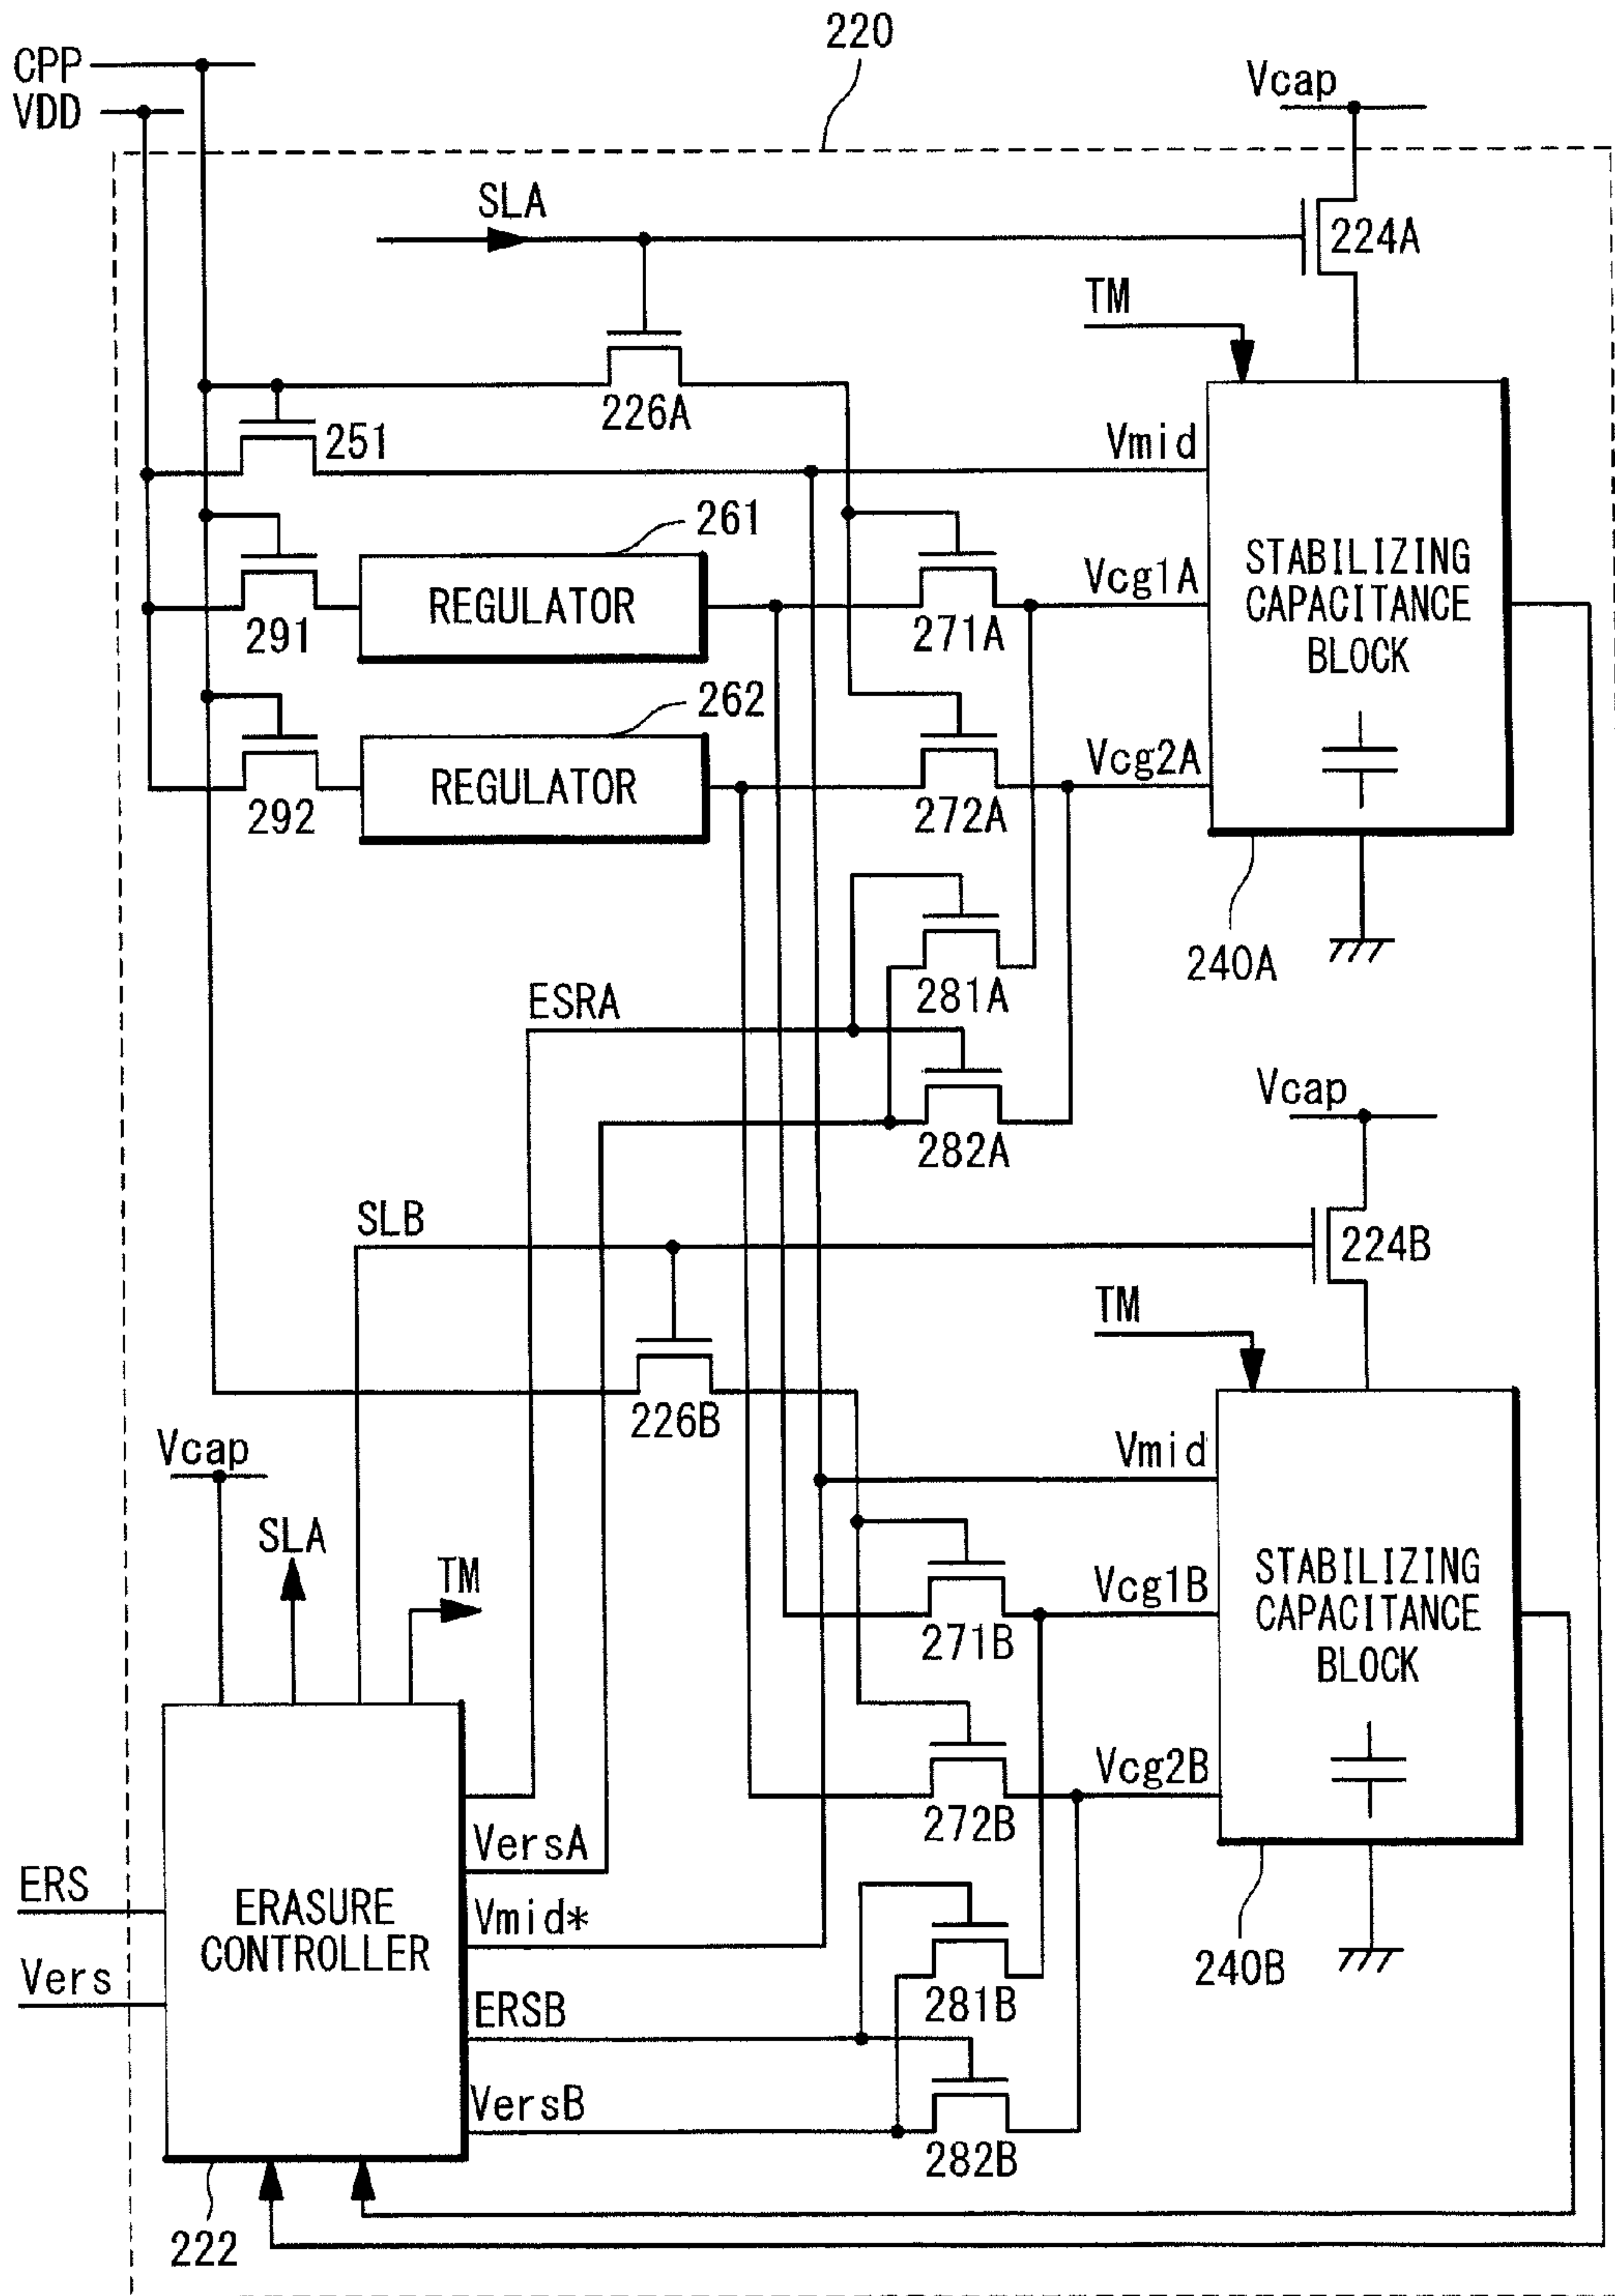 220
CPP
VDD
Vcap
SLA
224A
TM
226A
251
Vmid
261
REGULATOR
291
271A
Vcg1A
STABILIZING
CAPACITANCE
BLOCK
262
REGULATOR
292
272A
Vcg2A
240A
281A
ESRA
282A
Vcap
SLB
224B
TM
226B
Vcap
Vmid
SLA
TM
271B
Vcg1B
STABILIZING
CAPACITANCE
BLOCK
272B
Vcg2B
VersA
ERS
ERASURE
CONTROLLER
Vmid*
Vers
240B
281B
ERSB
VersB
282B
222